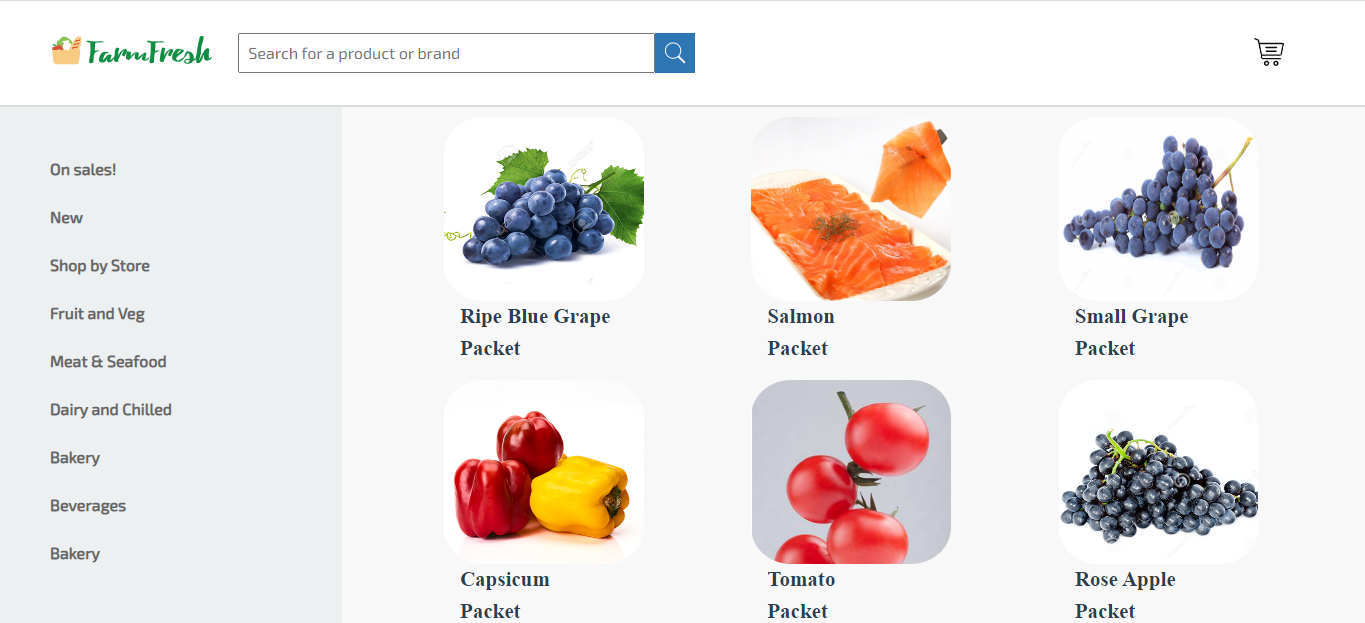 FarmFresh
Search for a product or brand
On sales!
New
Shop by Store
Fruit and Veg
Meat & Seafood
Dairy and Chilled
Bakery
Beverages
Bakery
Ripe Blue Grape
Packet
Salmon
Packet
Small Grape
Packet
Capsicum
Packet
Tomato
Packet
Rose Apple
Packet